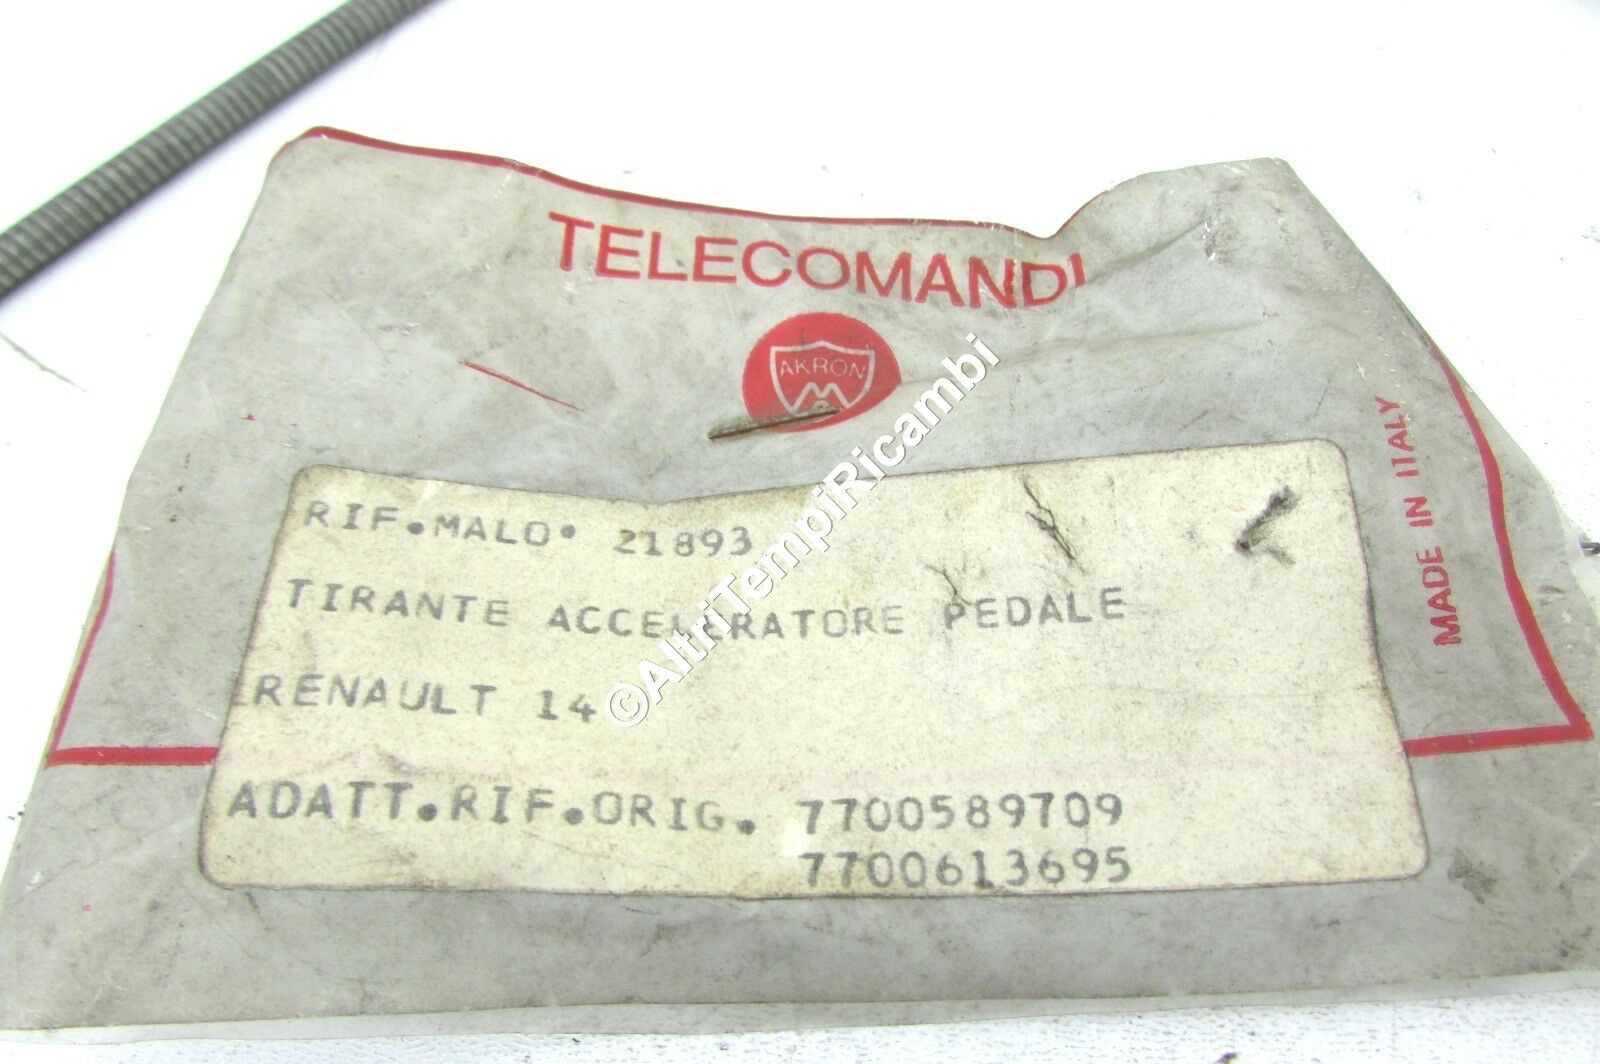 TELECOMANDI
AKRON
RIF.MALO. 21893
TIRANTE ACCELERATORE PEDALE
RENAULT 14
ADATT.RIF.ORIG. 7700589709
7700613695
MADE IN ITALY
©AltriTempiRicambi